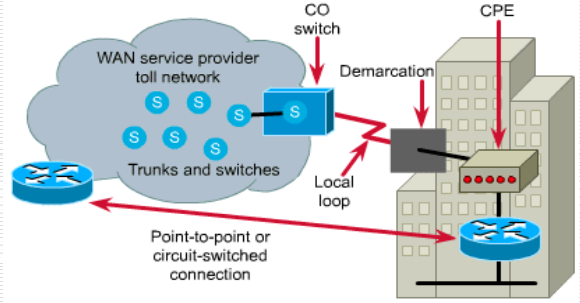 CO
switch
CPE
WAN service provider
toll network
Demarcation
S
S
S
S
S
S
S
Trunks and switches
Local
loop
Point-to-point or
circuit-switched
connection